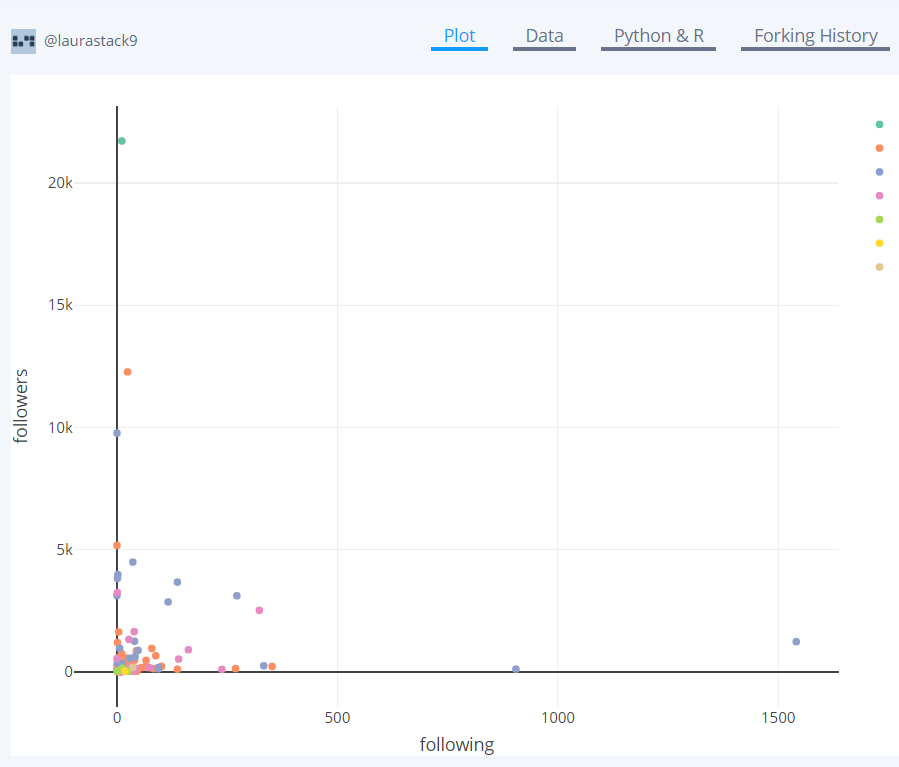 @laurastack9
Plot Data Python & R Forking History
20k
15k
10k
5k
0
followers
0 500 1000 1500
following